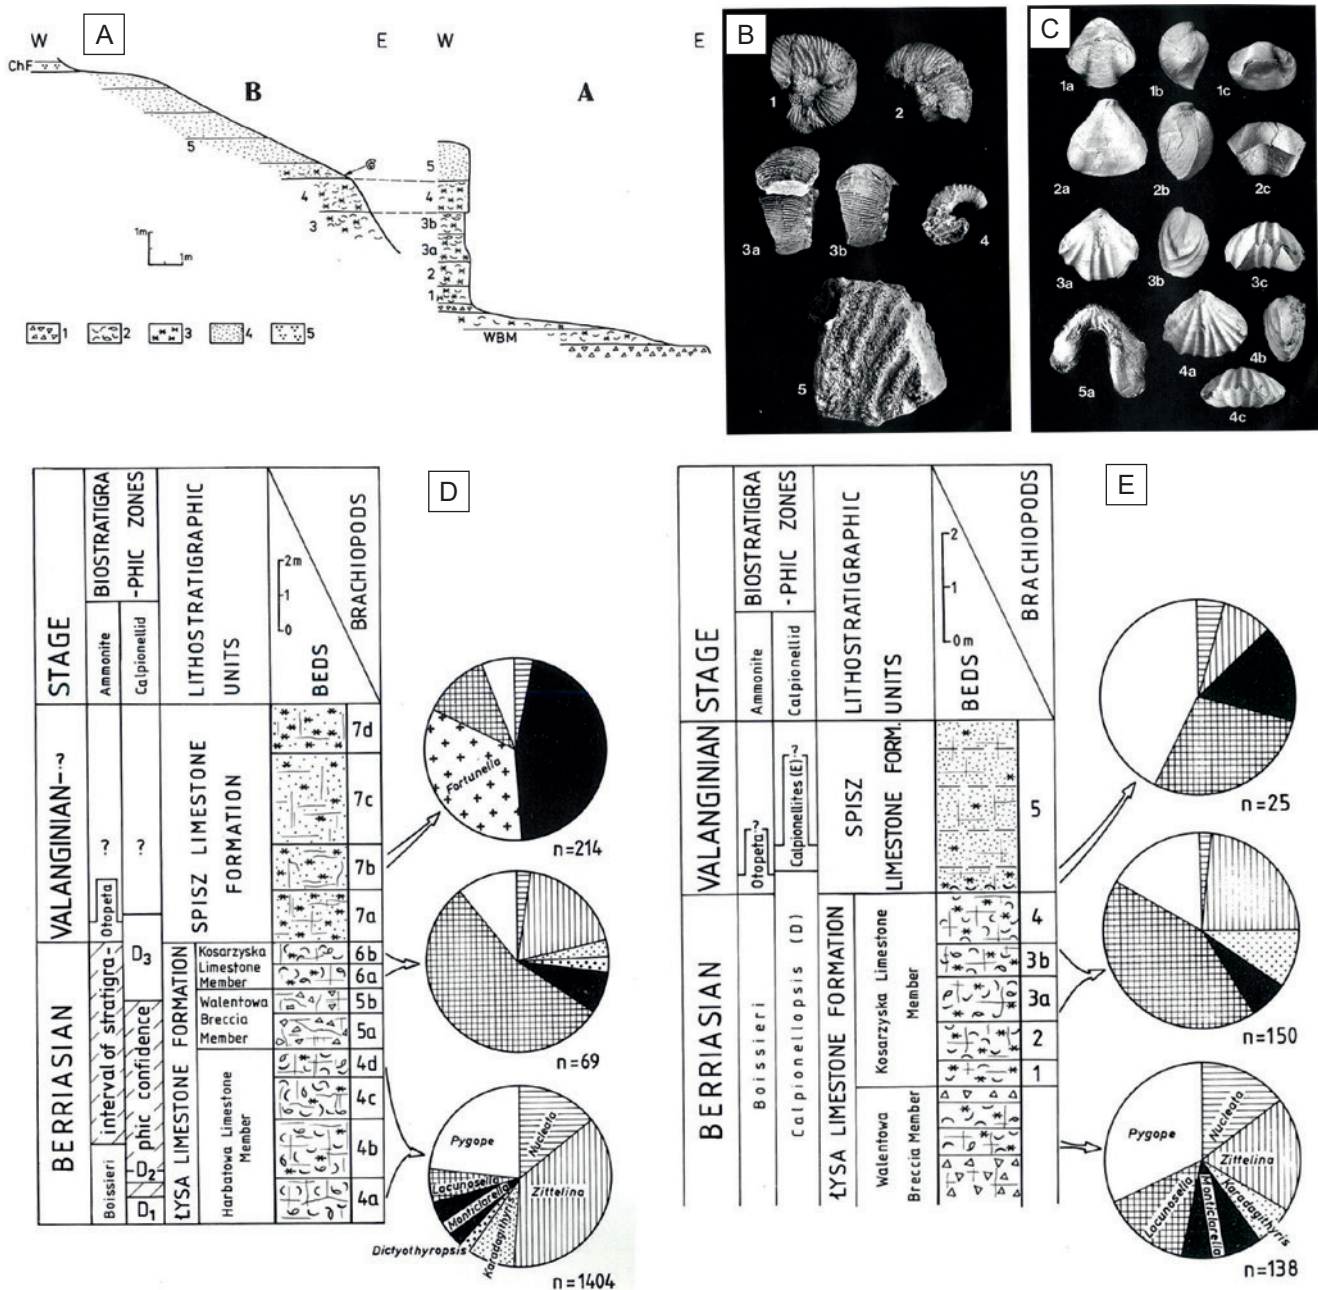 A
W
E
ChF
B
5
4
3
1m
1m
W
E
A
5
4
3b
3a
2
1
WBM
1
2
3
4
5
B
1
2
3a
3b
4
5
C
1a
1b
1c
2a
2b
2c
3a
3b
3c
4a
4b
4c
5a
D
STAGE
BIOSTRATIGRA
-PHIC ZONES
Ammonite
Calpionellid
LITHOSTRATIGRAPHIC
UNITS
2m
1
0
BEDS
BRACHIOPODS
VALANGINIAN-?
?
Otopeta
?
SPISZ LIMESTONE
FORMATION
7d
7c
7b
7a
BERRIASIAN
interval of stratigra-
phic confidence
Boissieri
D3
D2
D1
ŁYSA LIMESTONE FORMATION
Kosarzyska
Limestone
Member
Walentowa
Breccia
Member
Harbatowa Limestone
Member
6b
6a
5b
5a
4d
4c
4b
4a
Fortunella
n=214
n=69
Pygope
Nucleata
Zittelina
Lacunosella
Monticlarella
Dictyothyropsis
Karadagithyris
n=1404
E
STAGE
BIOSTRATIGRA
-PHIC ZONES
Ammonite
Calpionellid
LITHOSTRATIGRAPHIC
UNITS
2
1
0m
BEDS
BRACHIOPODS
VALANGINIAN
Otopeta?
Calpionellites (E)?
SPISZ
LIMESTONE FORM.
5
BERRIASIAN
Boissieri
Calpionellopsis (D)
ŁYSA LIMESTONE FORMATION
Kosarzyska Limestone
Member
Walentowa
Breccia Member
4
3b
3a
2
1
n=25
n=150
Pygope
Nucleata
Zittelina
Lacunosella
Monticlarella
Karadagithyris
n=138